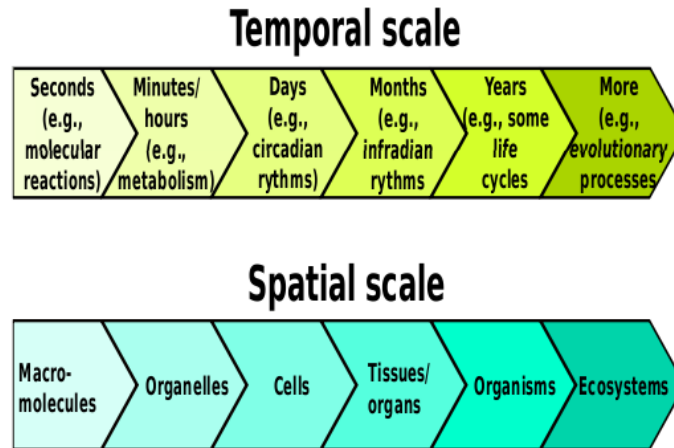 Temporal scale
Seconds
(e.g.,
molecular
reactions)
Minutes/
hours
(e.g.,
metabolism)
Days
(e.g.,
circadian
rythms)
Months
(e.g.,
infradian
rythms
Years
(e.g., some
life
cycles
More
(e.g.,
evolutionary
processes
Spatial scale
Macro-
molecules
Organelles
Cells
Tissues/
organs
Organisms
Ecosystems